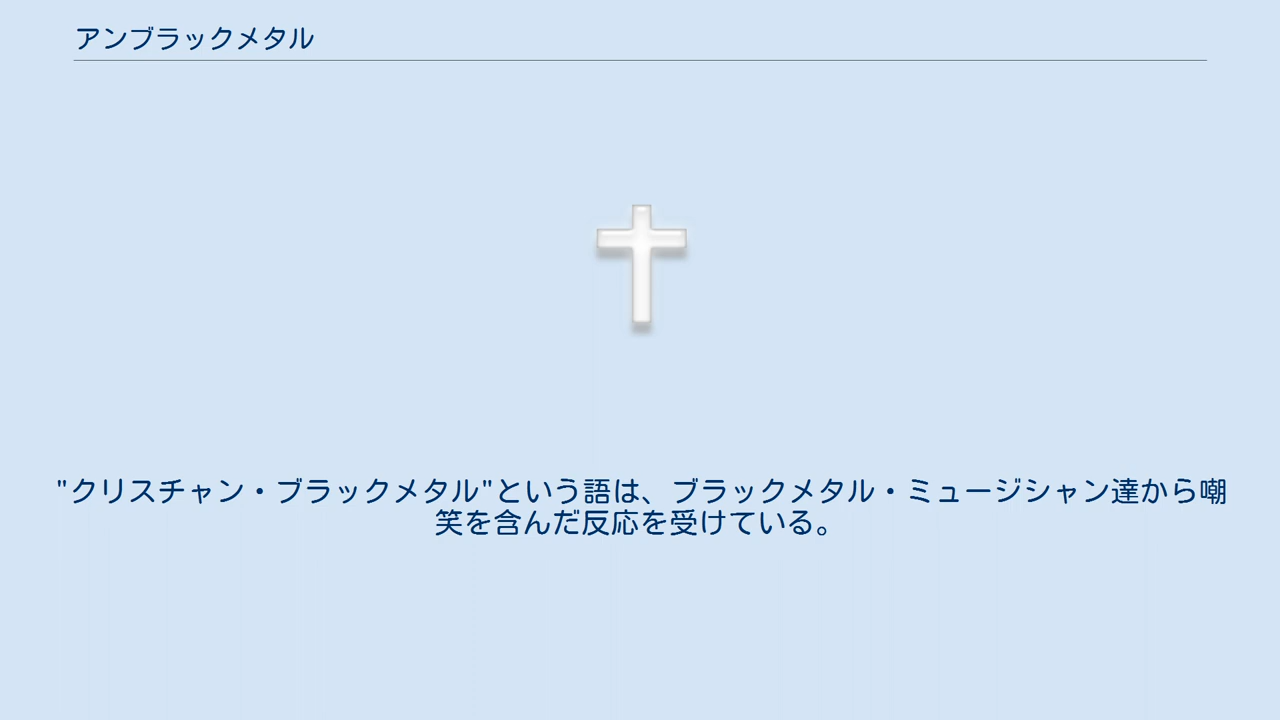 アンブラックメタル
"クリスチャン・ブラックメタル"という語は、ブラックメタル・ミュージシャン達から嘲
笑を含んだ反応を受けている。